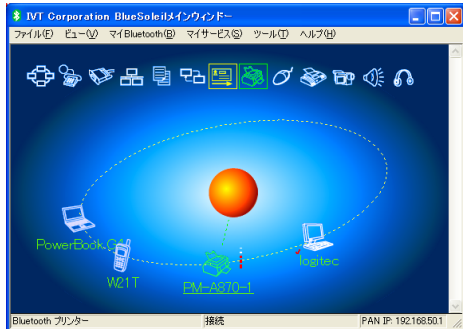 IVT Corporation BlueSoleilメインウィンドー
ファイル(F) ビュー(V) マイBluetooth(B) マイサービス(S) ツール(T) ヘルプ(H)
PowerBook G4
W21T
PM-A870-1
logitec
Bluetooth プリンター 接続 PAN IP: 192.168.50.1